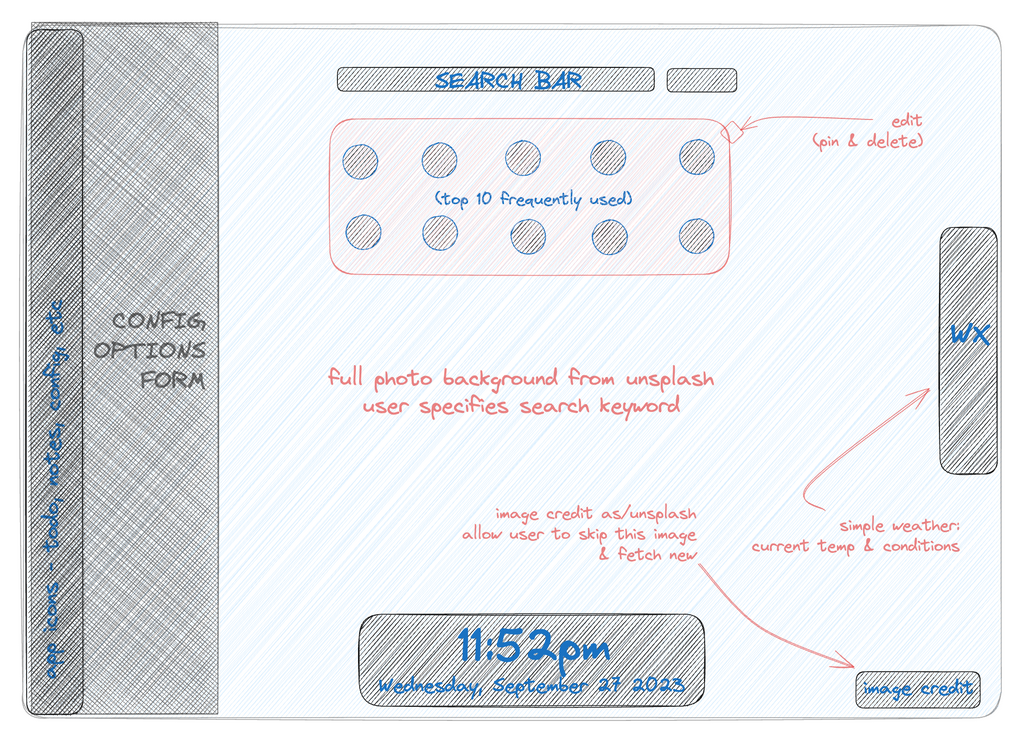 SEARCH BAR
edit
(pin & delete)
(top 10 frequently used)
app icons - todo, notes, config, etc
CONFIG,
OPTIONS
FORM
WX
full photo background from unsplash
user specifies search keyword
image credit as/unsplash
allow user to skip this image
& fetch new
simple weather:
current temp & conditions
11:52pm
Wednesday, September 27 2023
image credit